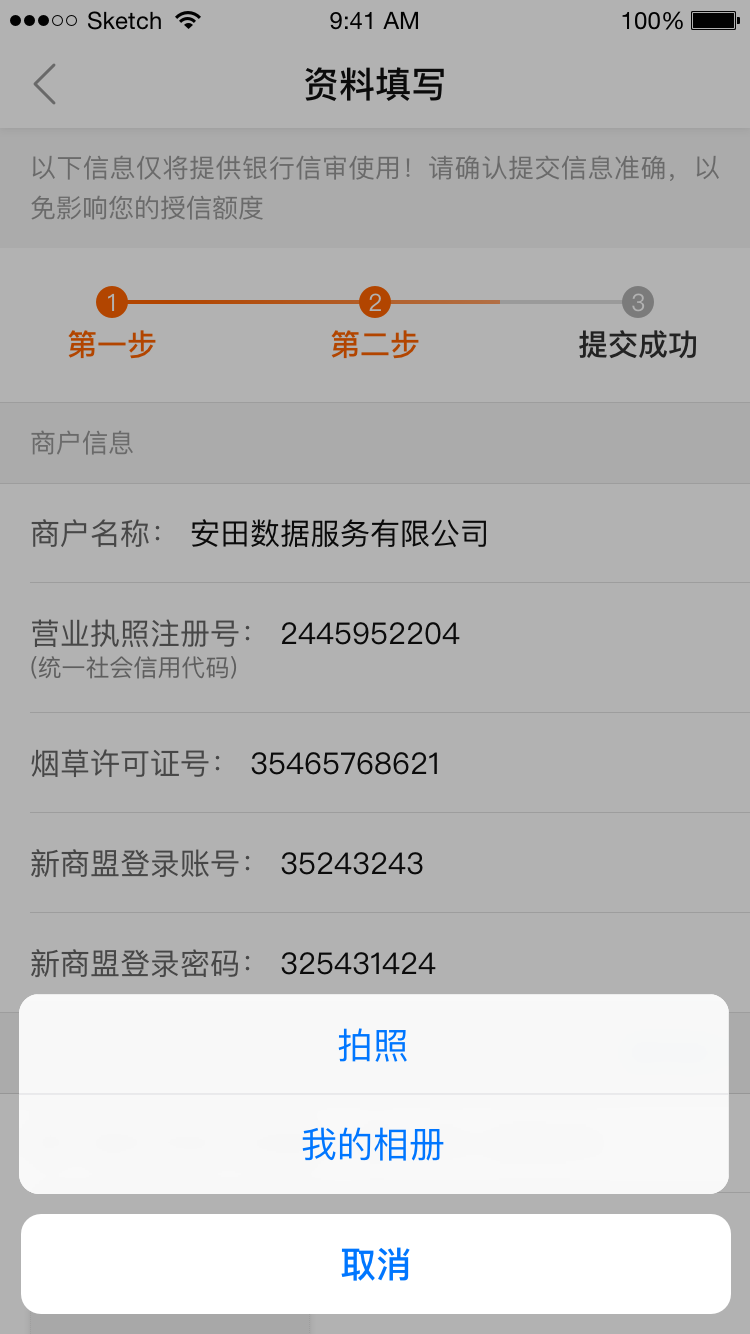 Sketch 9:41 AM 100%
资料填写
以下信息仅将提供银行信审使用！请确认提交信息准确，以
免影响您的授信额度
1 2 3
第一步 第二步 提交成功
商户信息
商户名称： 安田数据服务有限公司
营业执照注册号： 2445952204
(统一社会信用代码)
烟草许可证号： 35465768621
新商盟登录账号： 35243243
新商盟登录密码： 325431424
拍照
我的相册
取消